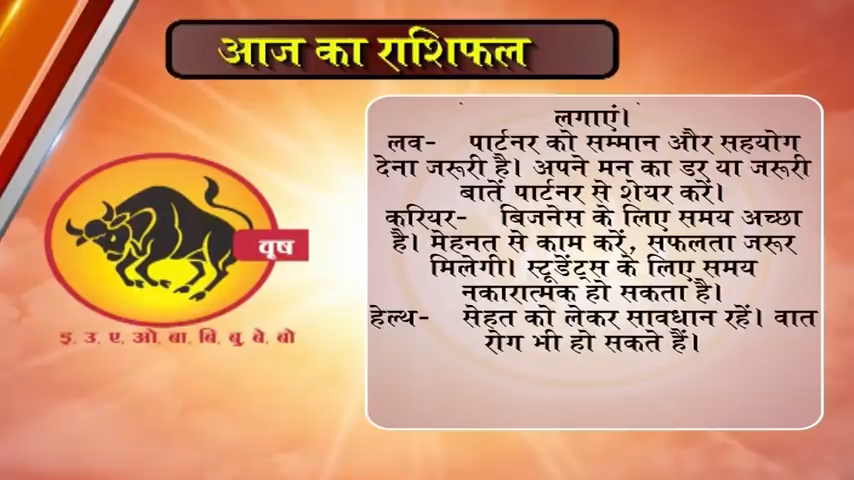 आज का राशिफल
लगाएं।
लव- पार्टनर को सम्मान और सहयोग
देना जरूरी है। अपने मन का डर या जरूरी
बातें पार्टनर से शेयर करें।
करियर- बिजनेस के लिए समय अच्छा
है। मेहनत से काम करें, सफलता जरूर
मिलेगी। स्टूडेंट्स के लिए समय
नकारात्मक हो सकता है।
हेल्थ- सेहत को लेकर सावधान रहें। वात
रोग भी हो सकते हैं।
वृष
इ, उ, ए, ओ, बा, बि, बु, बे, बो